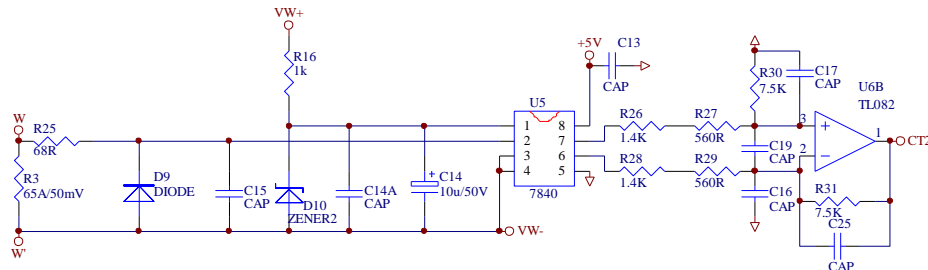 VW+
R16
1k
+5V
C13
CAP
W
R25
68R
R3
65A/50mV
W'
D9
DIODE
C15
CAP
D10
ZENER2
C14A
CAP
+
C14
10u/50V
VW-
U5
1 8
2 7
3 6
4 5
7840
R26
1.4K
R27
560R
R28
1.4K
R29
560R
R30
7.5K
C17
CAP
C19
CAP
C16
CAP
U6B
TL082
3
2
1
+
−
CT2
R31
7.5K
C25
CAP